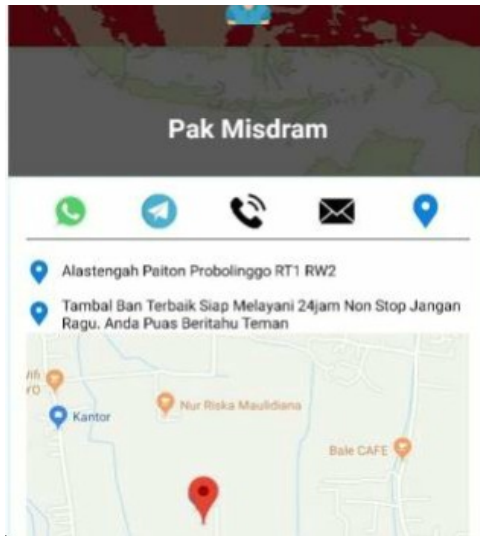 Pak Misdram
Alastengah Paiton Probolinggo RT1 RW2
Tambal Ban Terbaik Siap Melayani 24jam Non Stop Jangan
Ragu. Anda Puas Beritahu Teman
Nur Riska Maulidiana
Kantor
Bale CAFE